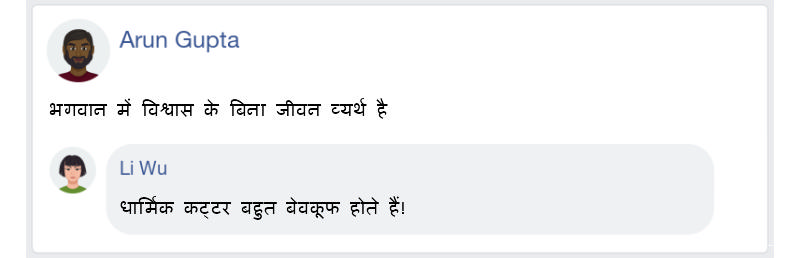 Arun Gupta
भगवान में विश्वास के बिना जीवन व्यर्थ है
Li Wu
धार्मिक कट्टर बहुत बेवकूफ होते हैं!